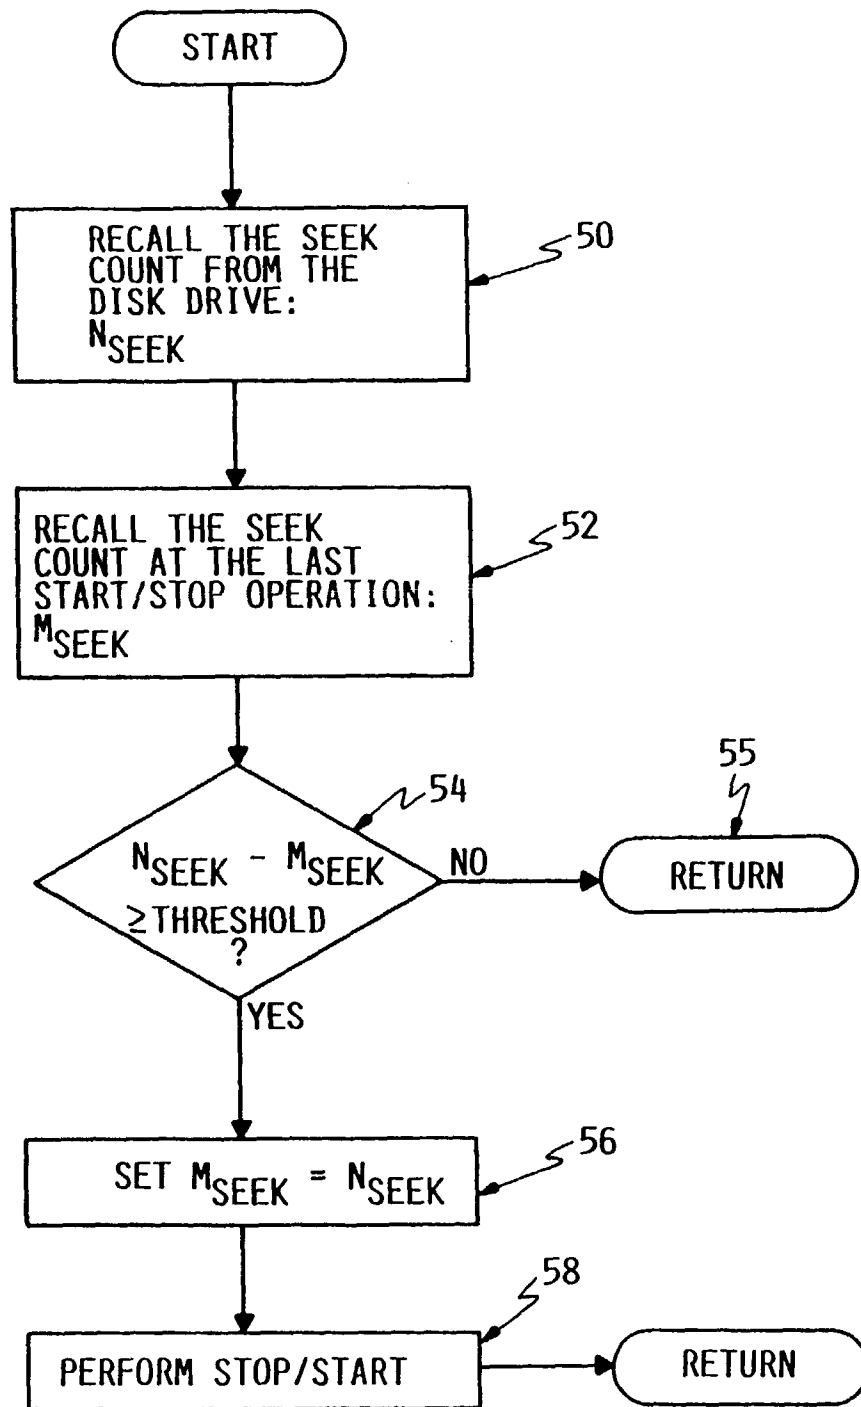 START
RECALL THE SEEK
COUNT FROM THE
DISK DRIVE:
NSEEK
50
RECALL THE SEEK
COUNT AT THE LAST
START/STOP OPERATION:
MSEEK
52
54
NSEEK - MSEEK
≥THRESHOLD
?
NO
55
RETURN
YES
SET MSEEK = NSEEK
56
PERFORM STOP/START
58
RETURN